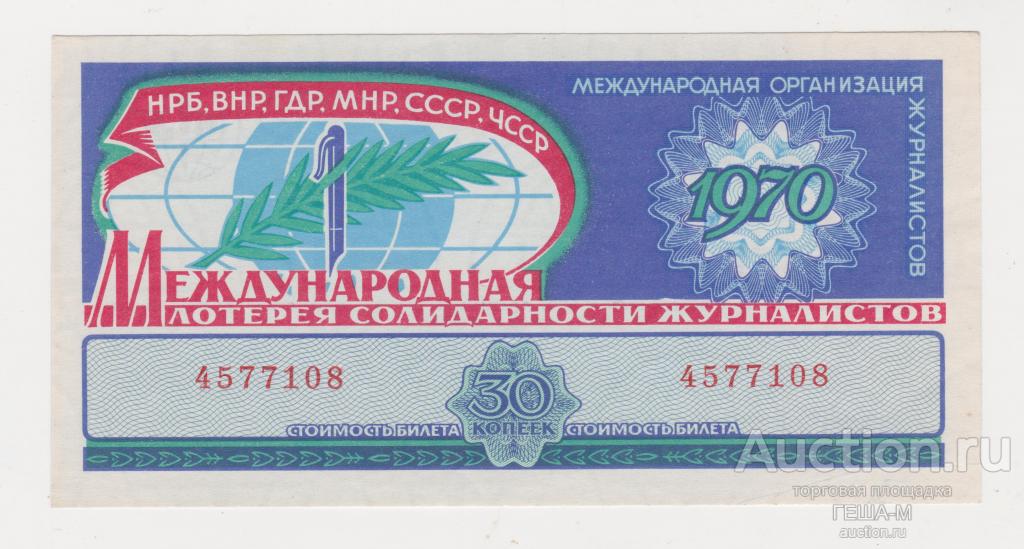 НРБ, ВНР, ГДР, МНР, СССР, ЧССР
МЕЖДУНАРОДНАЯ ОРГАНИЗАЦИЯ
ЖУРНАЛИСТОВ
1970
МЕЖДУНАРОДНАЯ
ЛОТЕРЕЯ СОЛИДАРНОСТИ ЖУРНАЛИСТОВ
4577108
30
КОПЕЕК
4577108
СТОИМОСТЬ БИЛЕТА
СТОИМОСТЬ БИЛЕТА
Auction.ru
торговая площадка
ГЕША-М
auction.ru